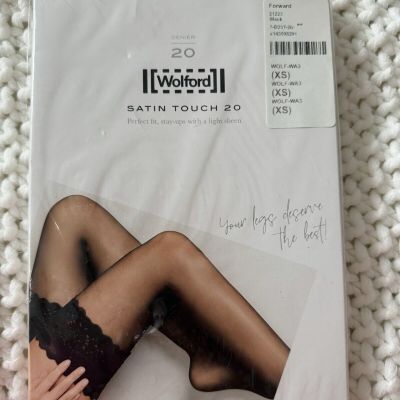 DENIER
20
Wolford
SATIN TOUCH 20
Perfect fit, stay-ups with a light sheen.
Your legs deserve
the best!
Forward
21223
Black
WOLF-WA3
(XS)
WOLF-WA3
(XS)
WOLF-WA3
(XS)